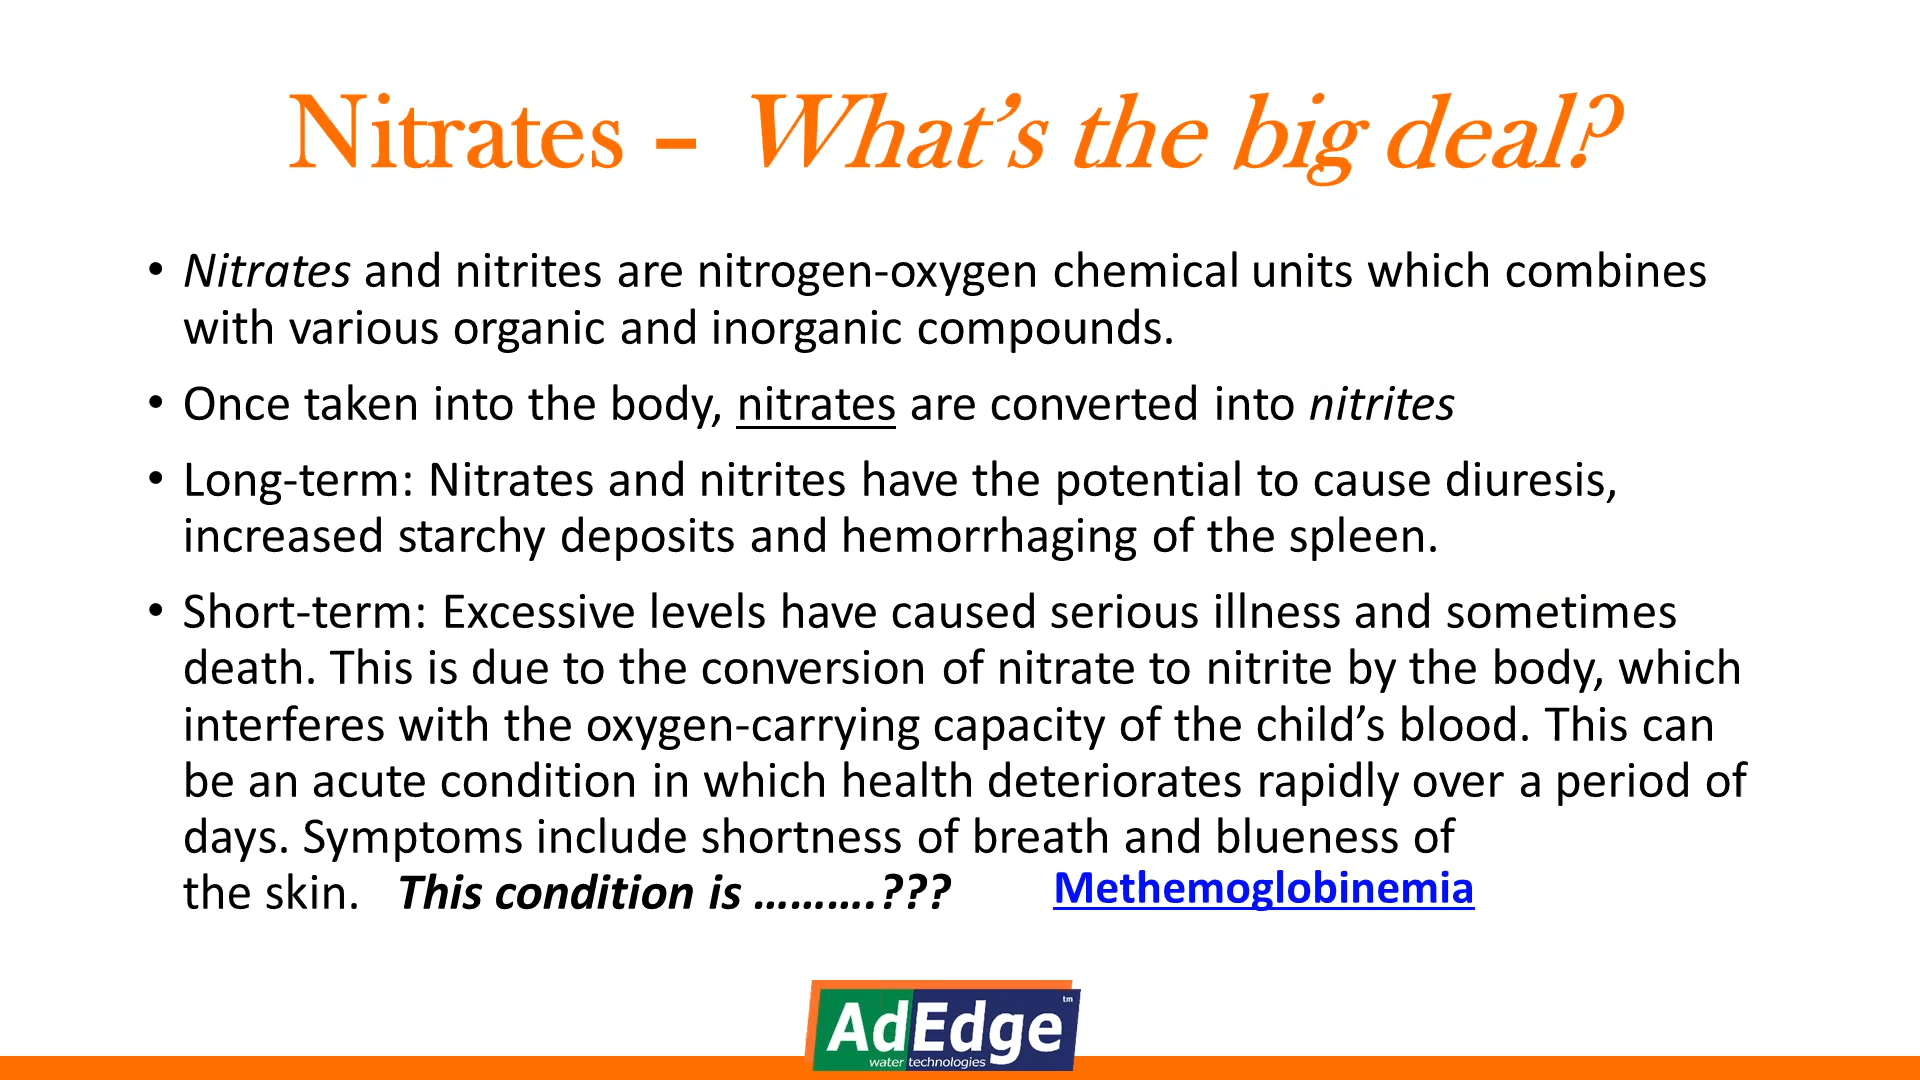 Nitrates – What’s the big deal?
• Nitrates and nitrites are nitrogen-oxygen chemical units which combines
with various organic and inorganic compounds.
• Once taken into the body, nitrates are converted into nitrites
• Long-term: Nitrates and nitrites have the potential to cause diuresis,
increased starchy deposits and hemorrhaging of the spleen.
• Short-term: Excessive levels have caused serious illness and sometimes
death. This is due to the conversion of nitrate to nitrite by the body, which
interferes with the oxygen-carrying capacity of the child’s blood. This can
be an acute condition in which health deteriorates rapidly over a period of
days. Symptoms include shortness of breath and blueness of
the skin. This condition is ……….??? Methemoglobinemia
AdEdge tm
water technologies